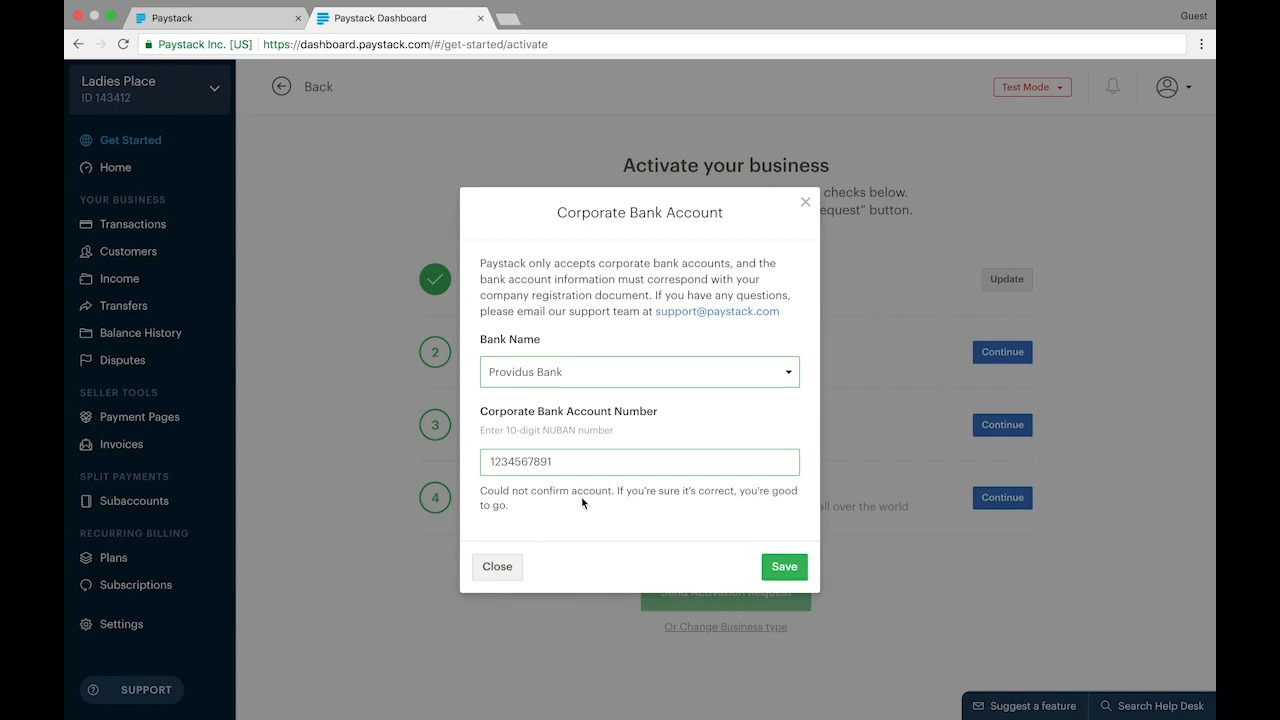 Paystack
Paystack Dashboard
Guest
Paystack Inc. [US]
https://dashboard.paystack.com/#/get-started/activate
Ladies Place
ID 143412
Back
Test Mode
Get Started
Home
YOUR BUSINESS
Transactions
Customers
Income
Transfers
Balance History
Disputes
SELLER TOOLS
Payment Pages
Invoices
SPLIT PAYMENTS
Subaccounts
RECURRING BILLING
Plans
Subscriptions
Settings
SUPPORT
Activate your business
checks below.
equest” button.
Update
2
Continue
3
Continue
4
all over the world
Continue
Corporate Bank Account
Paystack only accepts corporate bank accounts, and the
bank account information must correspond with your
company registration document. If you have any questions,
please email our support team at support@paystack.com
Bank Name
Providus Bank
Corporate Bank Account Number
Enter 10-digit NUBAN number
1234567891
Could not confirm account. If you're sure it's correct, you're good
to go.
Close
Save
Send Activation Request
Or Change Business type
Suggest a feature
Search Help Desk